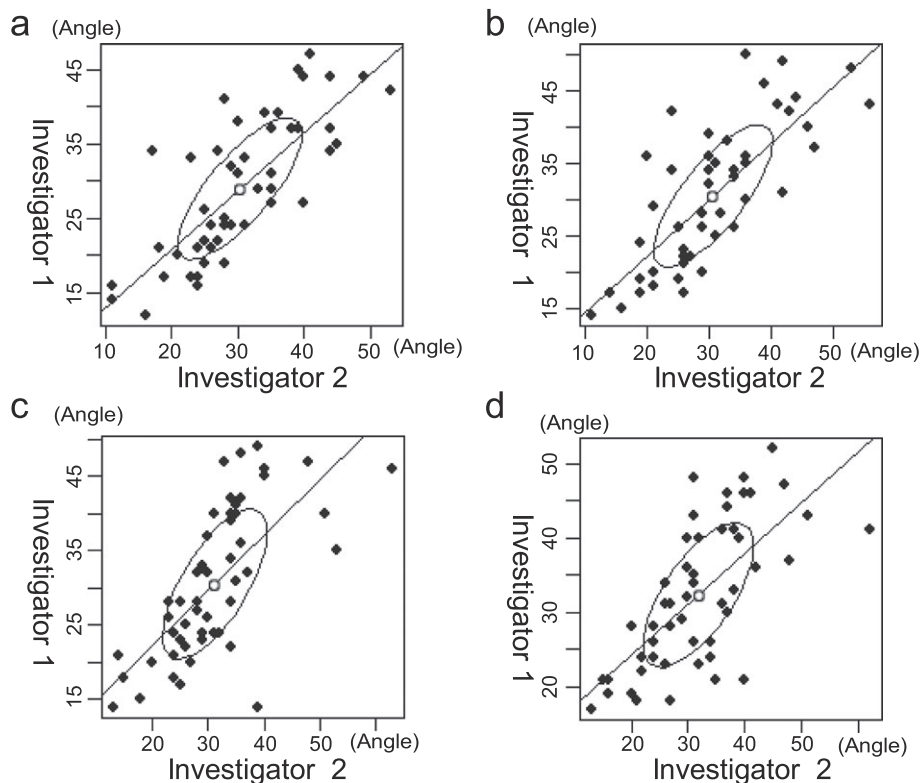 a (Angle)
45
35
25
15
Investigator 1
10 20 30 40 50 (Angle)
Investigator 2
b (Angle)
45
35
25
15
Investigator 1
10 20 30 40 50 (Angle)
Investigator 2
c (Angle)
45
35
25
15
Investigator 1
20 30 40 50 (Angle)
Investigator 2
d (Angle)
50
40
30
20
Investigator 1
20 30 40 50 (Angle)
Investigator 2